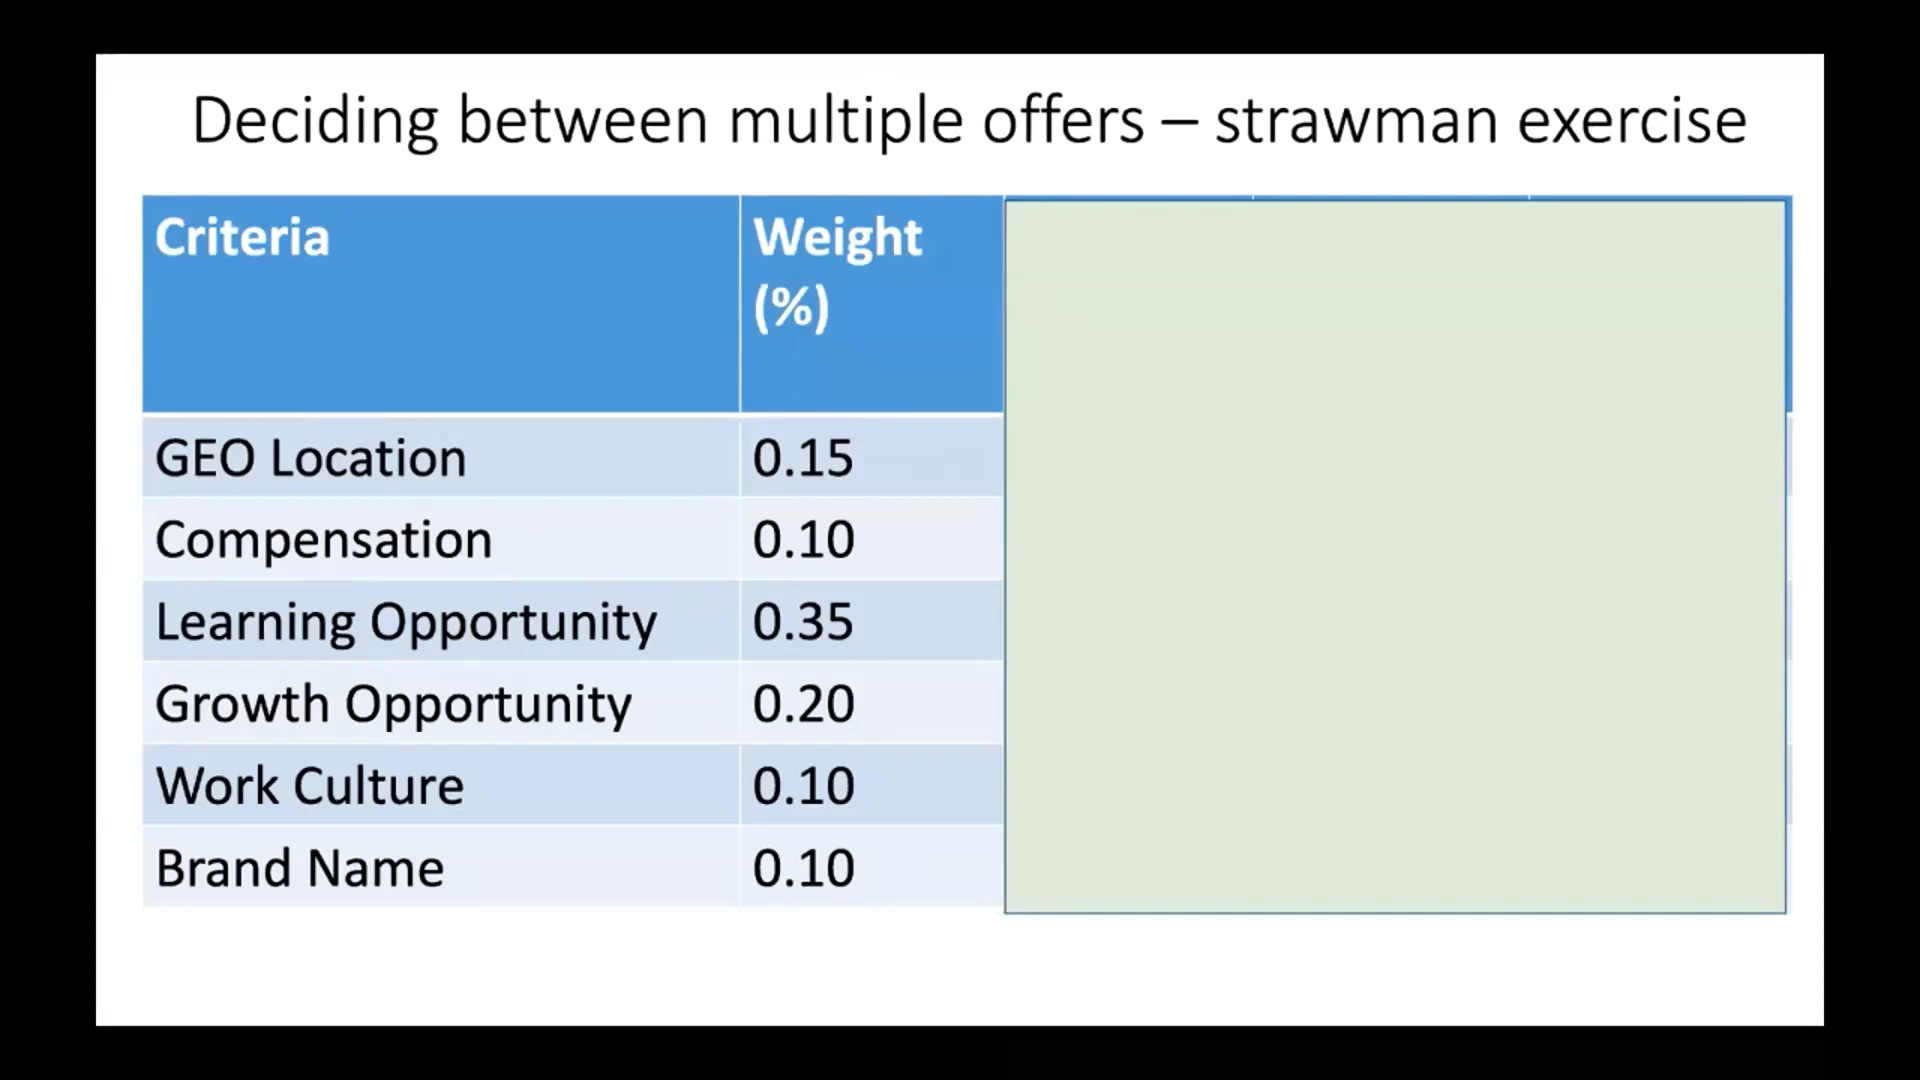 Deciding between multiple offers – strawman exercise
Criteria Weight
(%)
GEO Location 0.15
Compensation 0.10
Learning Opportunity 0.35
Growth Opportunity 0.20
Work Culture 0.10
Brand Name 0.10